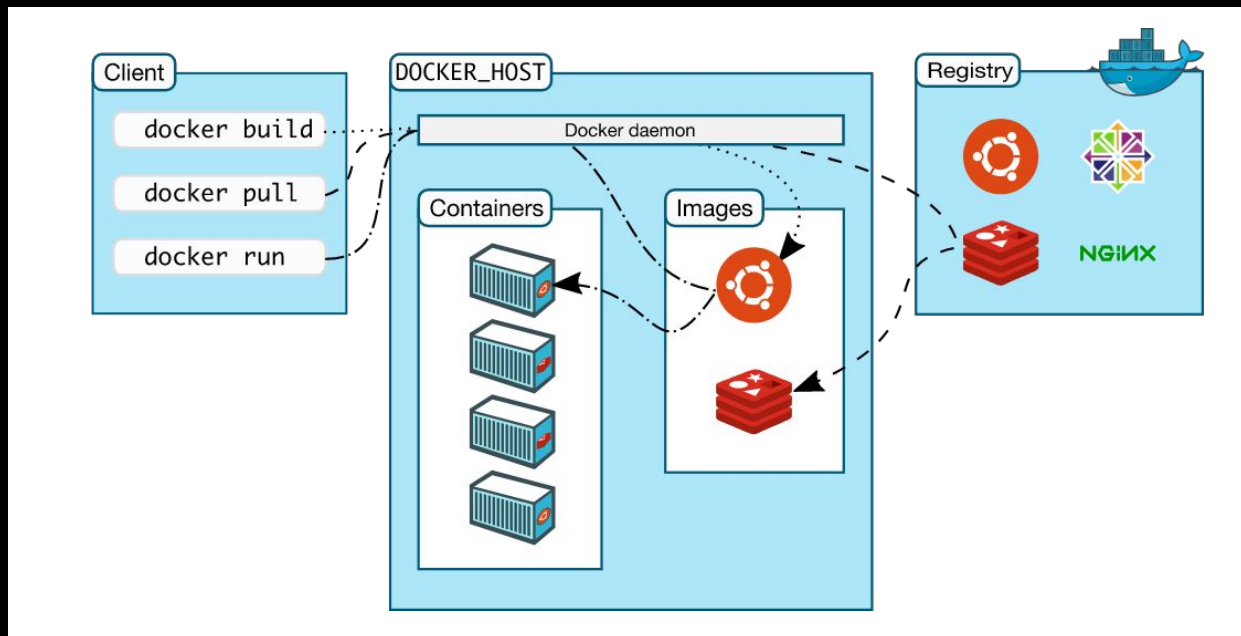 Client
docker build
docker pull
docker run
DOCKER_HOST
Docker daemon
Containers
Images
Registry
NGINX